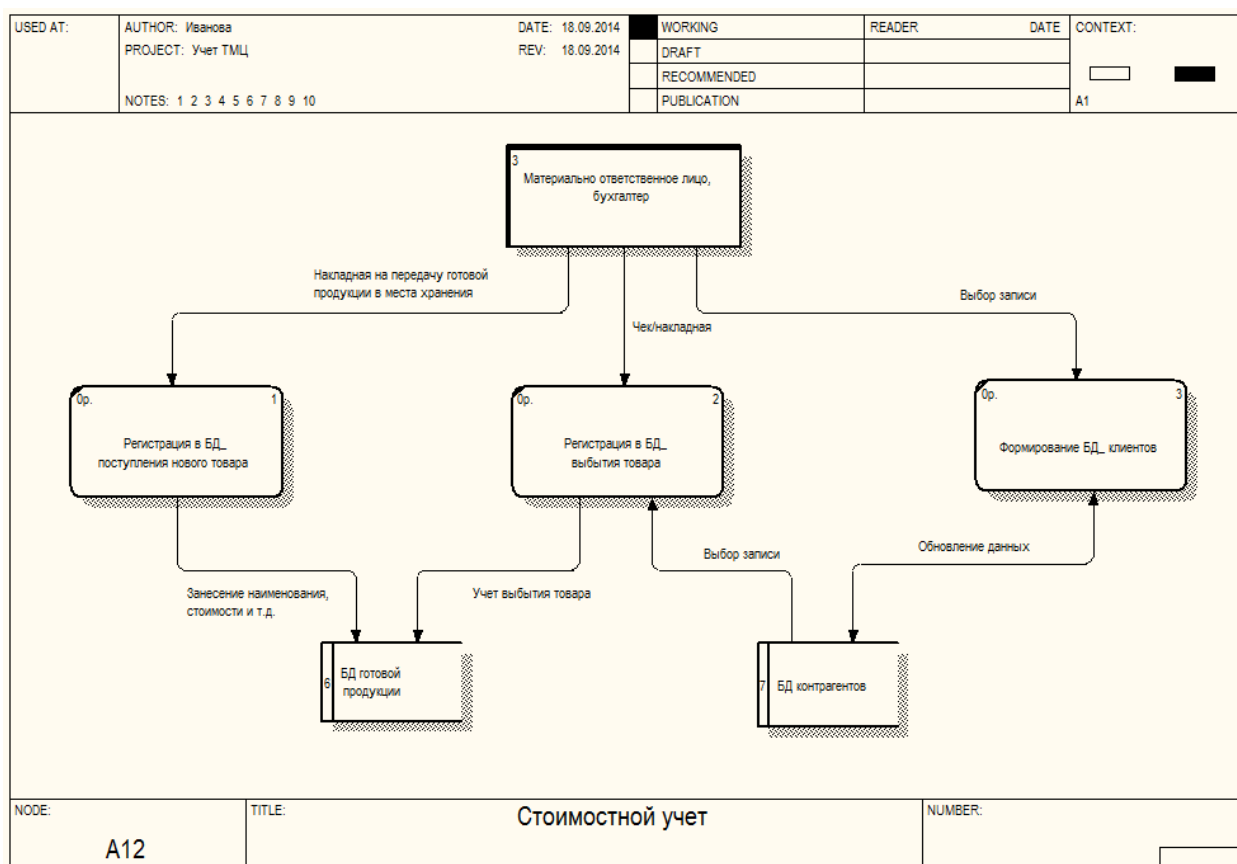 USED AT:
AUTHOR: Иванова
DATE: 18.09.2014
WORKING
READER
DATE
CONTEXT:
PROJECT: Учет ТМЦ
REV: 18.09.2014
DRAFT
RECOMMENDED
NOTES: 1 2 3 4 5 6 7 8 9 10
PUBLICATION
A1
3
Материально ответственное лицо,
бухгалтер
Накладная на передачу готовой
продукции в места хранения
Чек/накладная
Выбор записи
0р.
1
Регистрация в БД_
поступления нового товара
0р.
2
Регистрация в БД_
выбытия товара
0р.
3
Формирование БД_ клиентов
Занесение наименования,
стоимости и т.д.
Учет выбытия товара
Выбор записи
Обновление данных
6
БД готовой
продукции
7
БД контрагентов
NODE:
A12
TITLE:
Стоимостной учет
NUMBER: